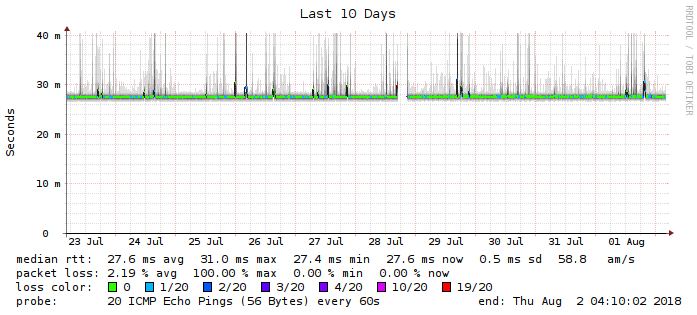 Last 10 Days
RRDTOOL / TOBI OETIKER
Seconds
40 m
30 m
20 m
10 m
0
23 Jul 24 Jul 25 Jul 26 Jul 27 Jul 28 Jul 29 Jul 30 Jul 31 Jul 01 Aug
median rtt: 27.6 ms avg 31.0 ms max 27.4 ms min 27.6 ms now 0.5 ms sd 58.8 am/s
packet loss: 2.19 % avg 100.00 % max 0.00 % min 0.00 % now
loss color: 0 1/20 2/20 3/20 4/20 10/20 19/20
probe: 20 ICMP Echo Pings (56 Bytes) every 60s end: Thu Aug 2 04:10:02 2018